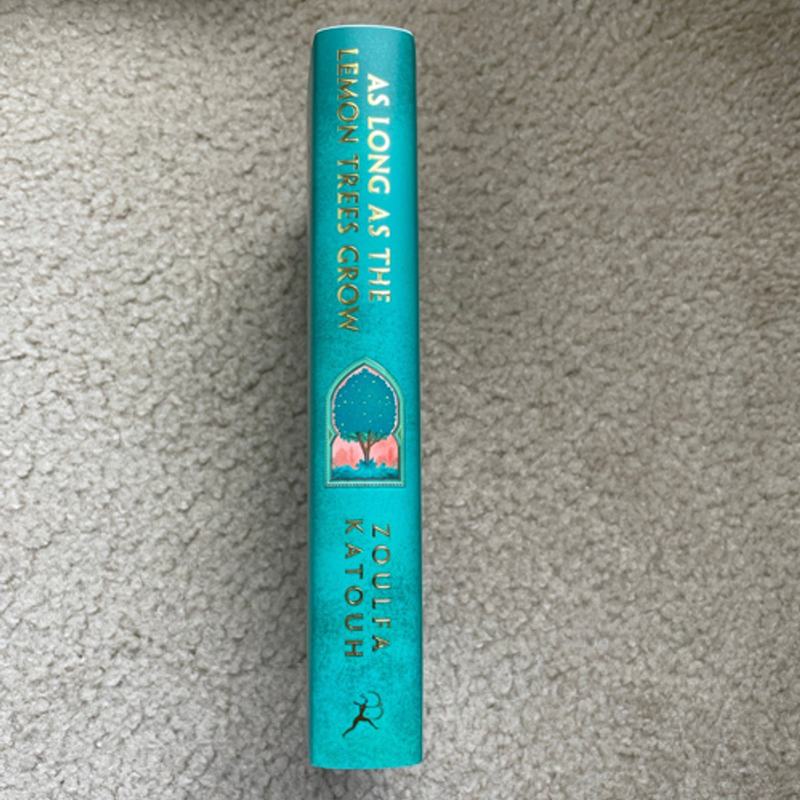 AS LONG AS THE
LEMON TREES GROW
ZOULFA
KATOUH